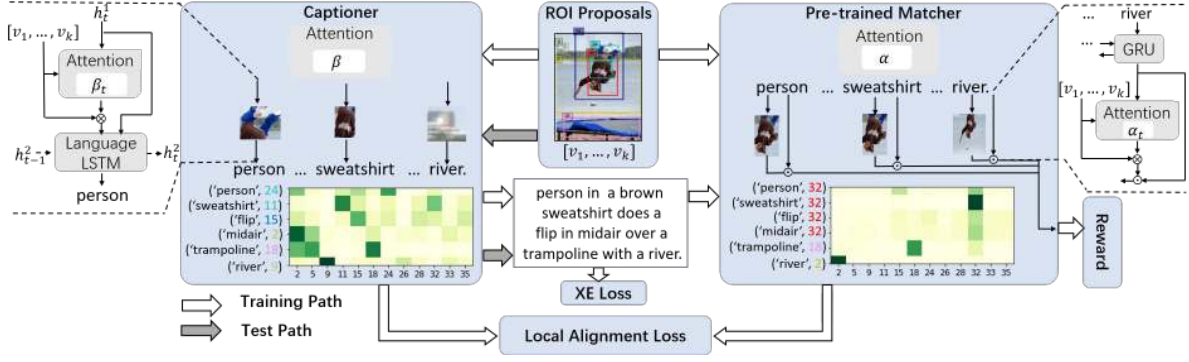 h_t^1
[v_1, …, v_k]
Attention
β_t
⊗
Language
LSTM
h_{t-1}^2
h_t^2
person
Captioner
Attention
β
person … sweatshirt … river.
('person', 24)
('sweatshirt', 11)
('flip', 15)
('midair', 2)
('trampoline', 18)
('river', 9)
2 5 9 11 15 18 24 26 31 32 33 35
ROI Proposals
[v_1, …, v_k]
person in a brown
sweatshirt does a
flip in midair over a
trampoline with a river.
XE Loss
Pre-trained Matcher
Attention
α
person … sweatshirt … river.
('person', 32)
('sweatshirt', 32)
('flip', 32)
('midair', 32)
('trampoline', 18)
('river', 2)
2 5 9 11 15 18 24 26 31 32 33 35
… river
GRU
…
[v_1, …, v_k]
Attention
α_t
Reward
Training Path
Test Path
Local Alignment Loss